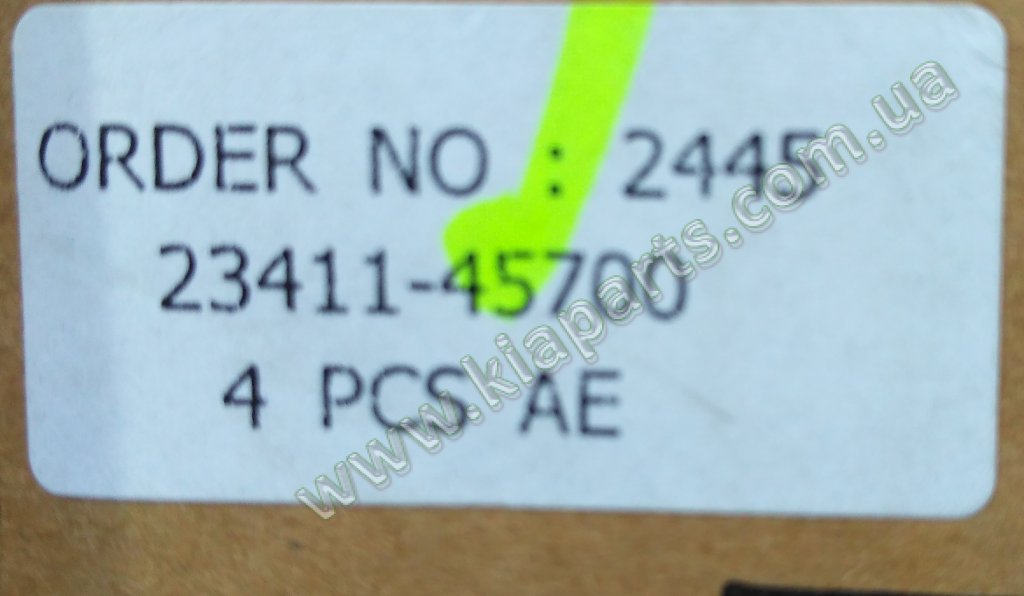 ORDER NO : 2445
23411-45700
4 PCS AE
www.kiaparts.com.ua